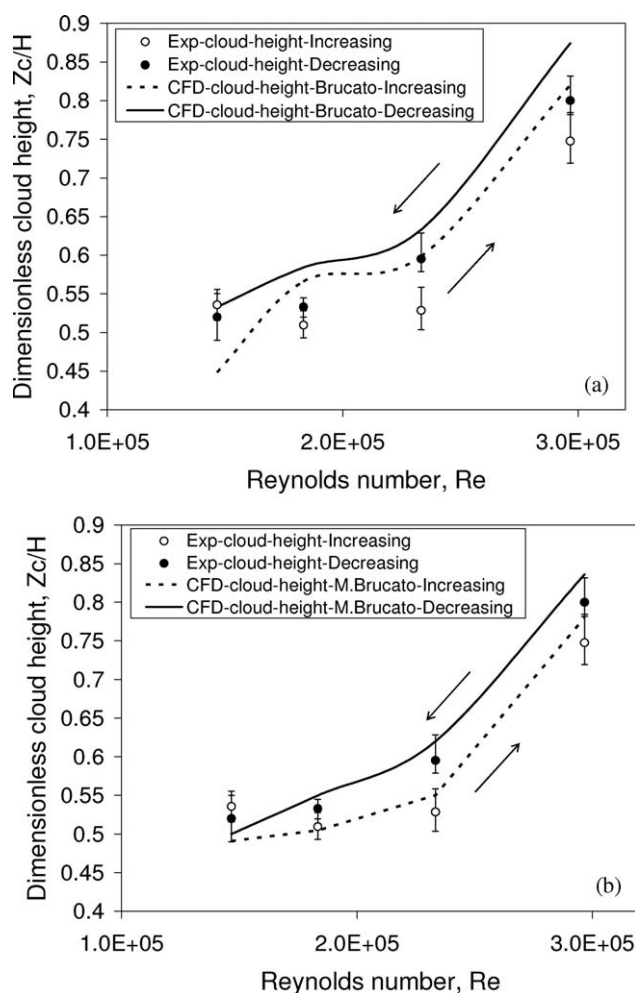 Dimensionless cloud height, Zc/H
0.9
0.85
0.8
0.75
0.7
0.65
0.6
0.55
0.5
0.45
0.4
Exp-cloud-height-Increasing
Exp-cloud-height-Decreasing
CFD-cloud-height-Brucato-Increasing
CFD-cloud-height-Brucato-Decreasing
(a)
1.0E+05 2.0E+05 3.0E+05
Reynolds number, Re
Dimensionless cloud height, Zc/H
0.9
0.85
0.8
0.75
0.7
0.65
0.6
0.55
0.5
0.45
0.4
Exp-cloud-height-Increasing
Exp-cloud-height-Decreasing
CFD-cloud-height-M.Brucato-Increasing
CFD-cloud-height-M.Brucato-Decreasing
(b)
1.0E+05 2.0E+05 3.0E+05
Reynolds number, Re